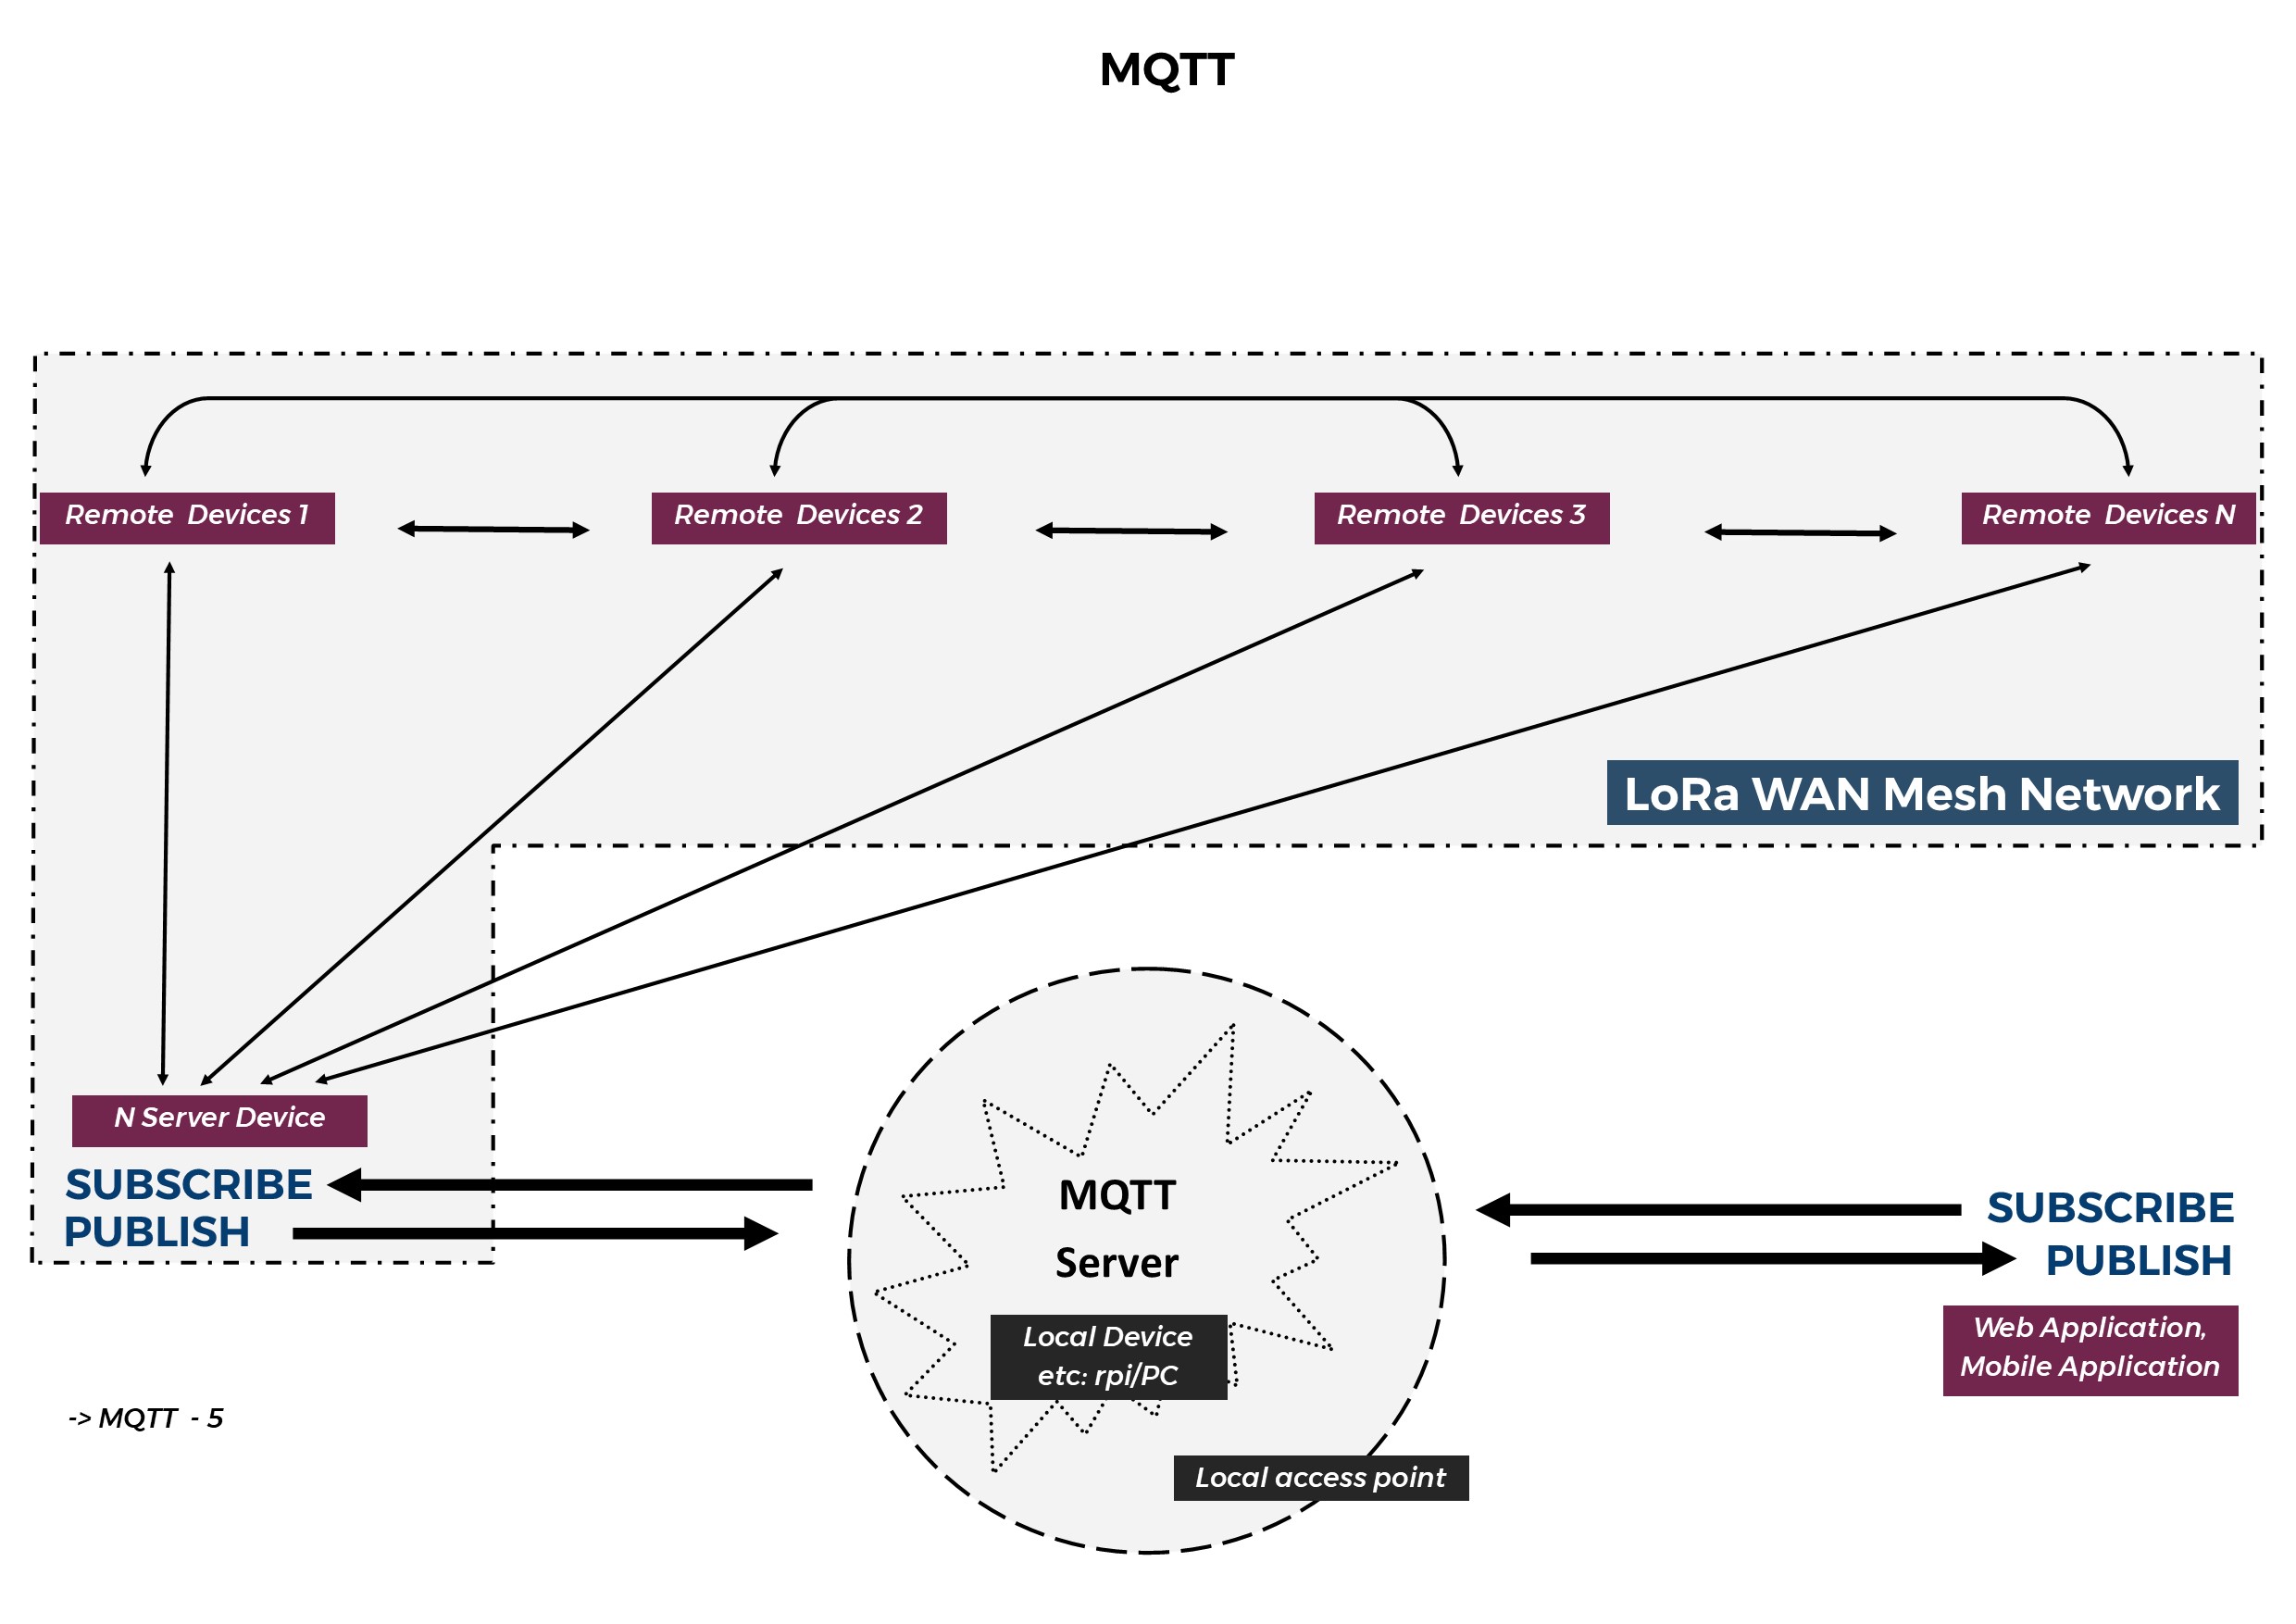 MQTT
Remote  Devices 1
Remote  Devices 2
Remote  Devices 3
Remote  Devices N
LoRa WAN Mesh Network
N Server Device
SUBSCRIBE
PUBLISH
MQTT
Server
Local Device
etc: rpi/PC
Local access point
SUBSCRIBE
PUBLISH
Web Application,
Mobile Application
-> MQTT  - 5